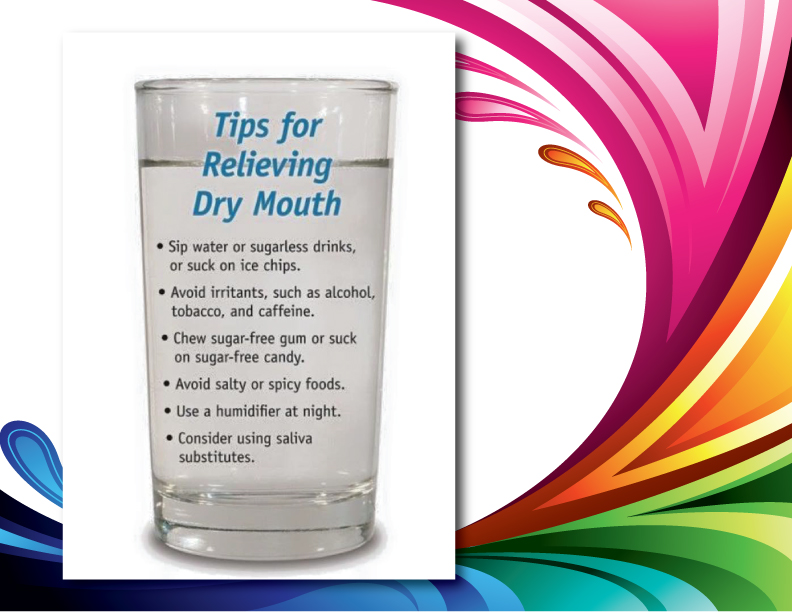 Tips for
Relieving
Dry Mouth
• Sip water or sugarless drinks,
or suck on ice chips.
• Avoid irritants, such as alcohol,
tobacco, and caffeine.
• Chew sugar-free gum or suck
on sugar-free candy.
• Avoid salty or spicy foods.
• Use a humidifier at night.
• Consider using saliva
substitutes.